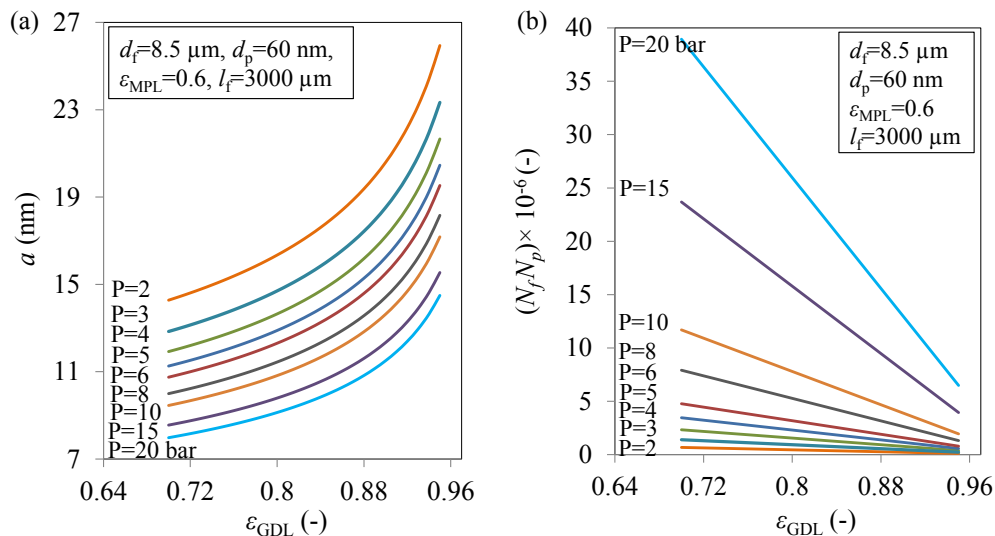 (a)
27
23
19
15
11
7
a (nm)
d_f=8.5 µm, d_p=60 nm,
ε_MPL=0.6, l_f=3000 µm
P=2
P=3
P=4
P=5
P=6
P=8
P=10
P=15
P=20 bar
0.64 0.72 0.8 0.88 0.96
ε_GDL (-)
(b)
40
35
30
25
20
15
10
5
0
(N_f N_p) × 10^-6 (-)
P=20 bar
d_f=8.5 µm
d_p=60 nm
ε_MPL=0.6
l_f=3000 µm
P=15
P=10
P=8
P=6
P=5
P=4
P=3
P=2
0.64 0.72 0.8 0.88 0.96
ε_GDL (-)